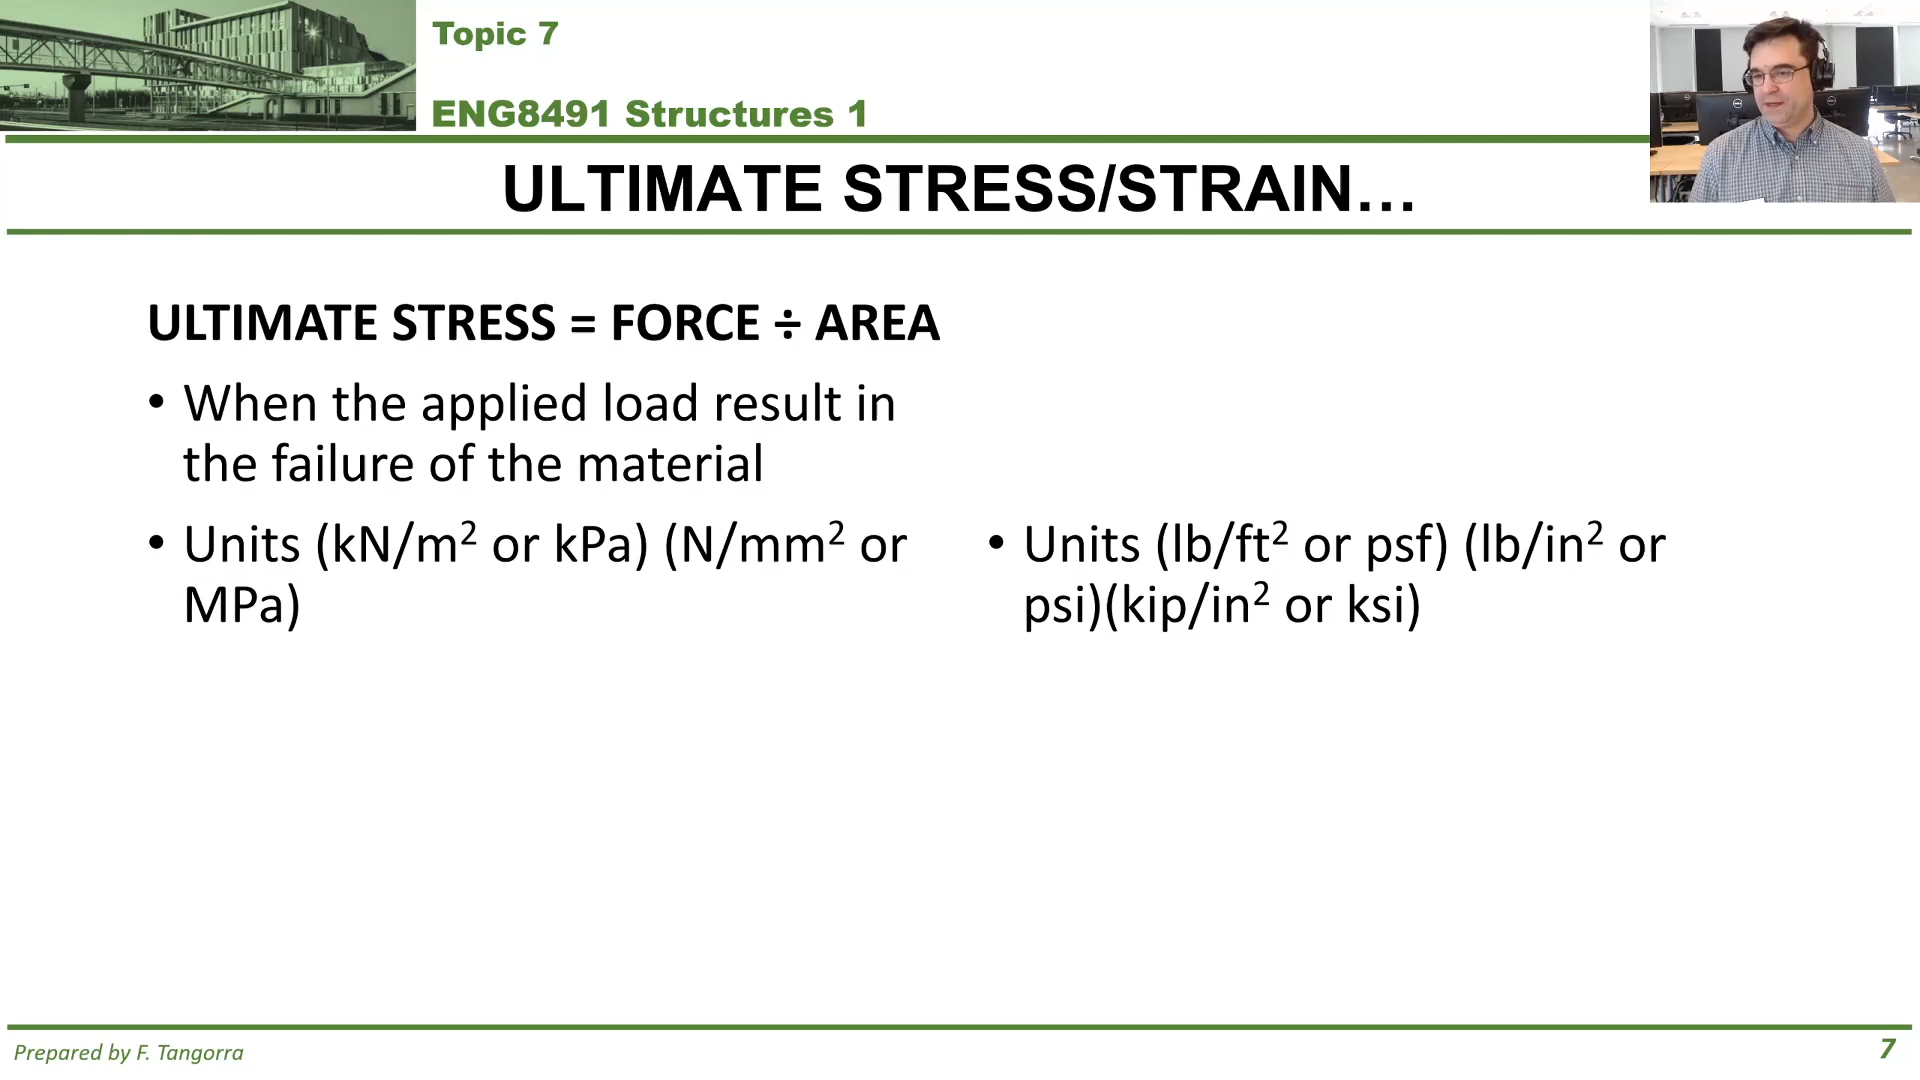 Topic 7
ENG8491 Structures 1
ULTIMATE STRESS/STRAIN…
ULTIMATE STRESS = FORCE ÷ AREA
• When the applied load result in
the failure of the material
• Units (kN/m² or kPa) (N/mm² or
MPa)
• Units (lb/ft² or psf) (lb/in² or
psi)(kip/in² or ksi)
Prepared by F. Tangorra
7